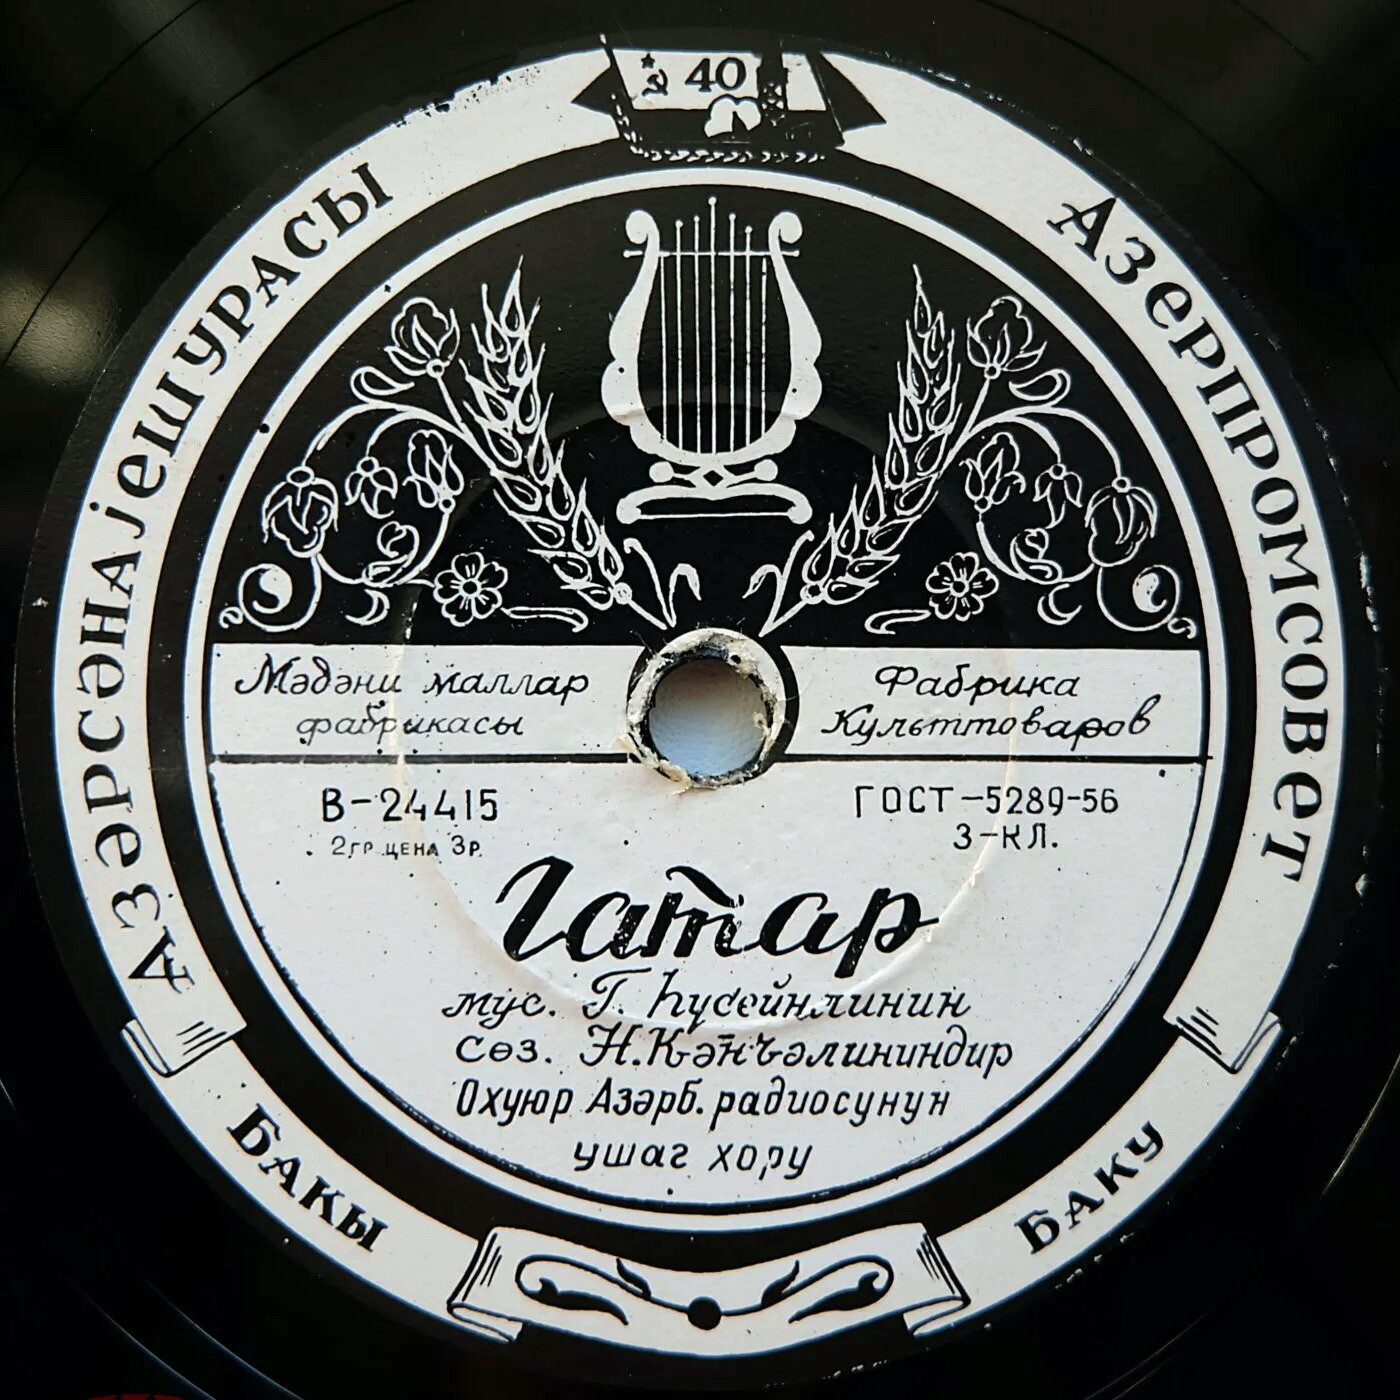 40
АЗӘРСӘНАЈЕШУРАСЫ
АЗЕРПРОМСОВЕТ
Мәдәни маллар
фабрикасы
Фабрика
Культтоваров
В-24415
2гр. цена 3р.
ГОСТ-5289-56
3-КЛ.
Гатар
мус. Г. Һүсейнлинин
Сөз. Н.Кәнҹәлининдир
Охујур Азәрб. радиосунун
ушаг хору
БАКЫ
БАКУ